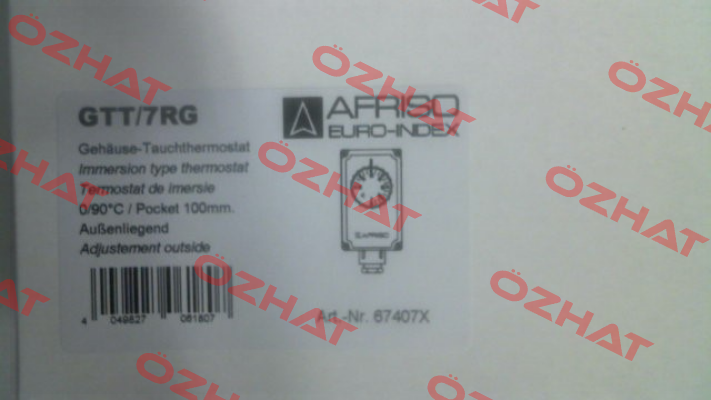 GTT/7RG
AFRISO
EURO-INDEX
Gehäuse-Tauchthermostat
Immersion type thermostat
Termostat de imersie
0/90°C / Pocket 100mm.
Außenliegend
Adjustement outside
AFRISO
4 049827 061807
Art.-Nr. 67407X
ÖZHAT
ÖZHAT
ÖZHAT
ÖZHAT
ÖZHAT
ÖZHAT
ÖZHAT
ÖZHAT
ÖZHAT